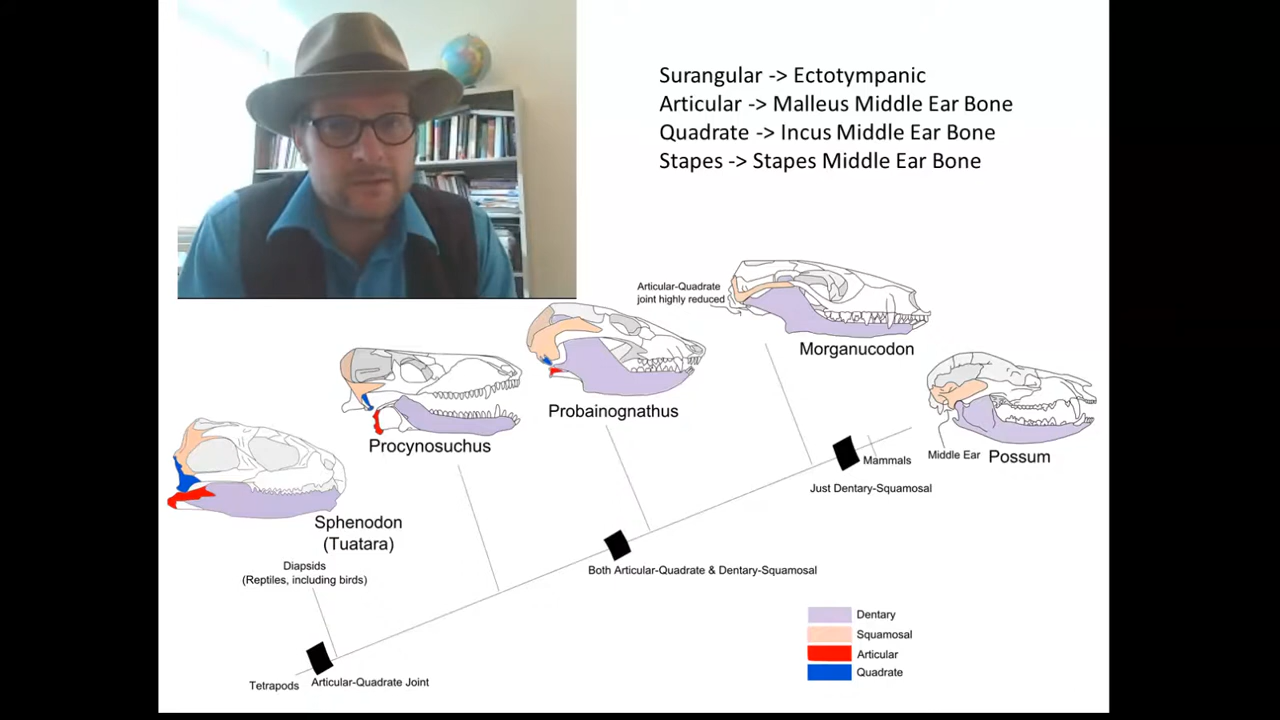 Surangular -> Ectotympanic
Articular -> Malleus Middle Ear Bone
Quadrate -> Incus Middle Ear Bone
Stapes -> Stapes Middle Ear Bone
Articular-Quadrate
joint highly reduced
Morganucodon
Probainognathus
Procynosuchus
Mammals
Middle Ear
Possum
Just Dentary-Squamosal
Sphenodon
(Tuatara)
Diapsids
(Reptiles, including birds)
Both Articular-Quadrate & Dentary-Squamosal
Tetrapods
Articular-Quadrate Joint
Dentary
Squamosal
Articular
Quadrate